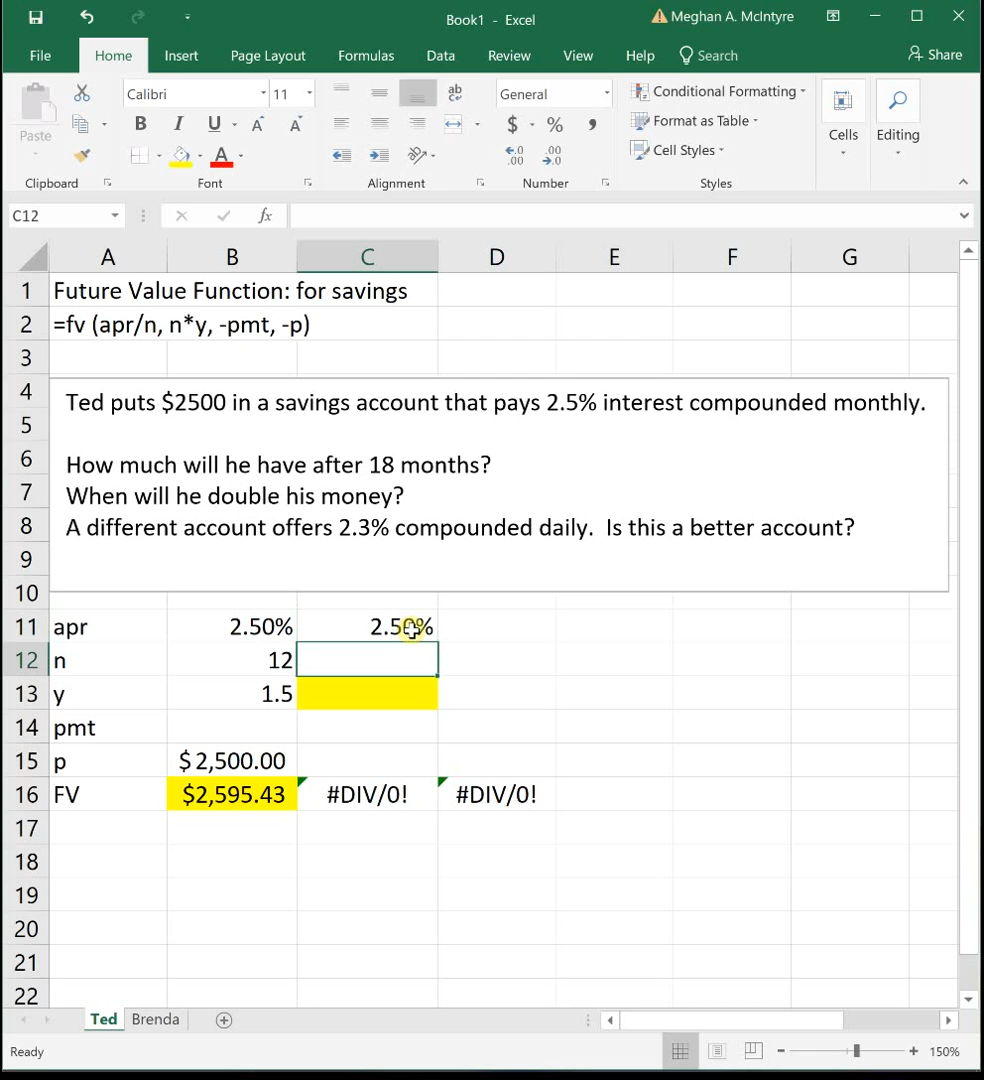 Book1 - Excel
Meghan A. McIntyre
File Home Insert Page Layout Formulas Data Review View Help Search Share
Calibri 11 ab General Conditional Formatting
Paste B I U A A $ % , Format as Table Cells Editing
A .00 .00 Cell Styles
Clipboard Font Alignment Number Styles
C12 fx
A B C D E F G
1 Future Value Function: for savings
2 =fv (apr/n, n*y, -pmt, -p)
3
4 Ted puts $2500 in a savings account that pays 2.5% interest compounded monthly.
5
6 How much will he have after 18 months?
7 When will he double his money?
8 A different account offers 2.3% compounded daily. Is this a better account?
9
10
11 apr 2.50% 2.50%
12 n 12
13 y 1.5
14 pmt
15 p $ 2,500.00
16 FV $2,595.43 #DIV/0! #DIV/0!
17
18
19
20
21
22
Ted Brenda
Ready 150%